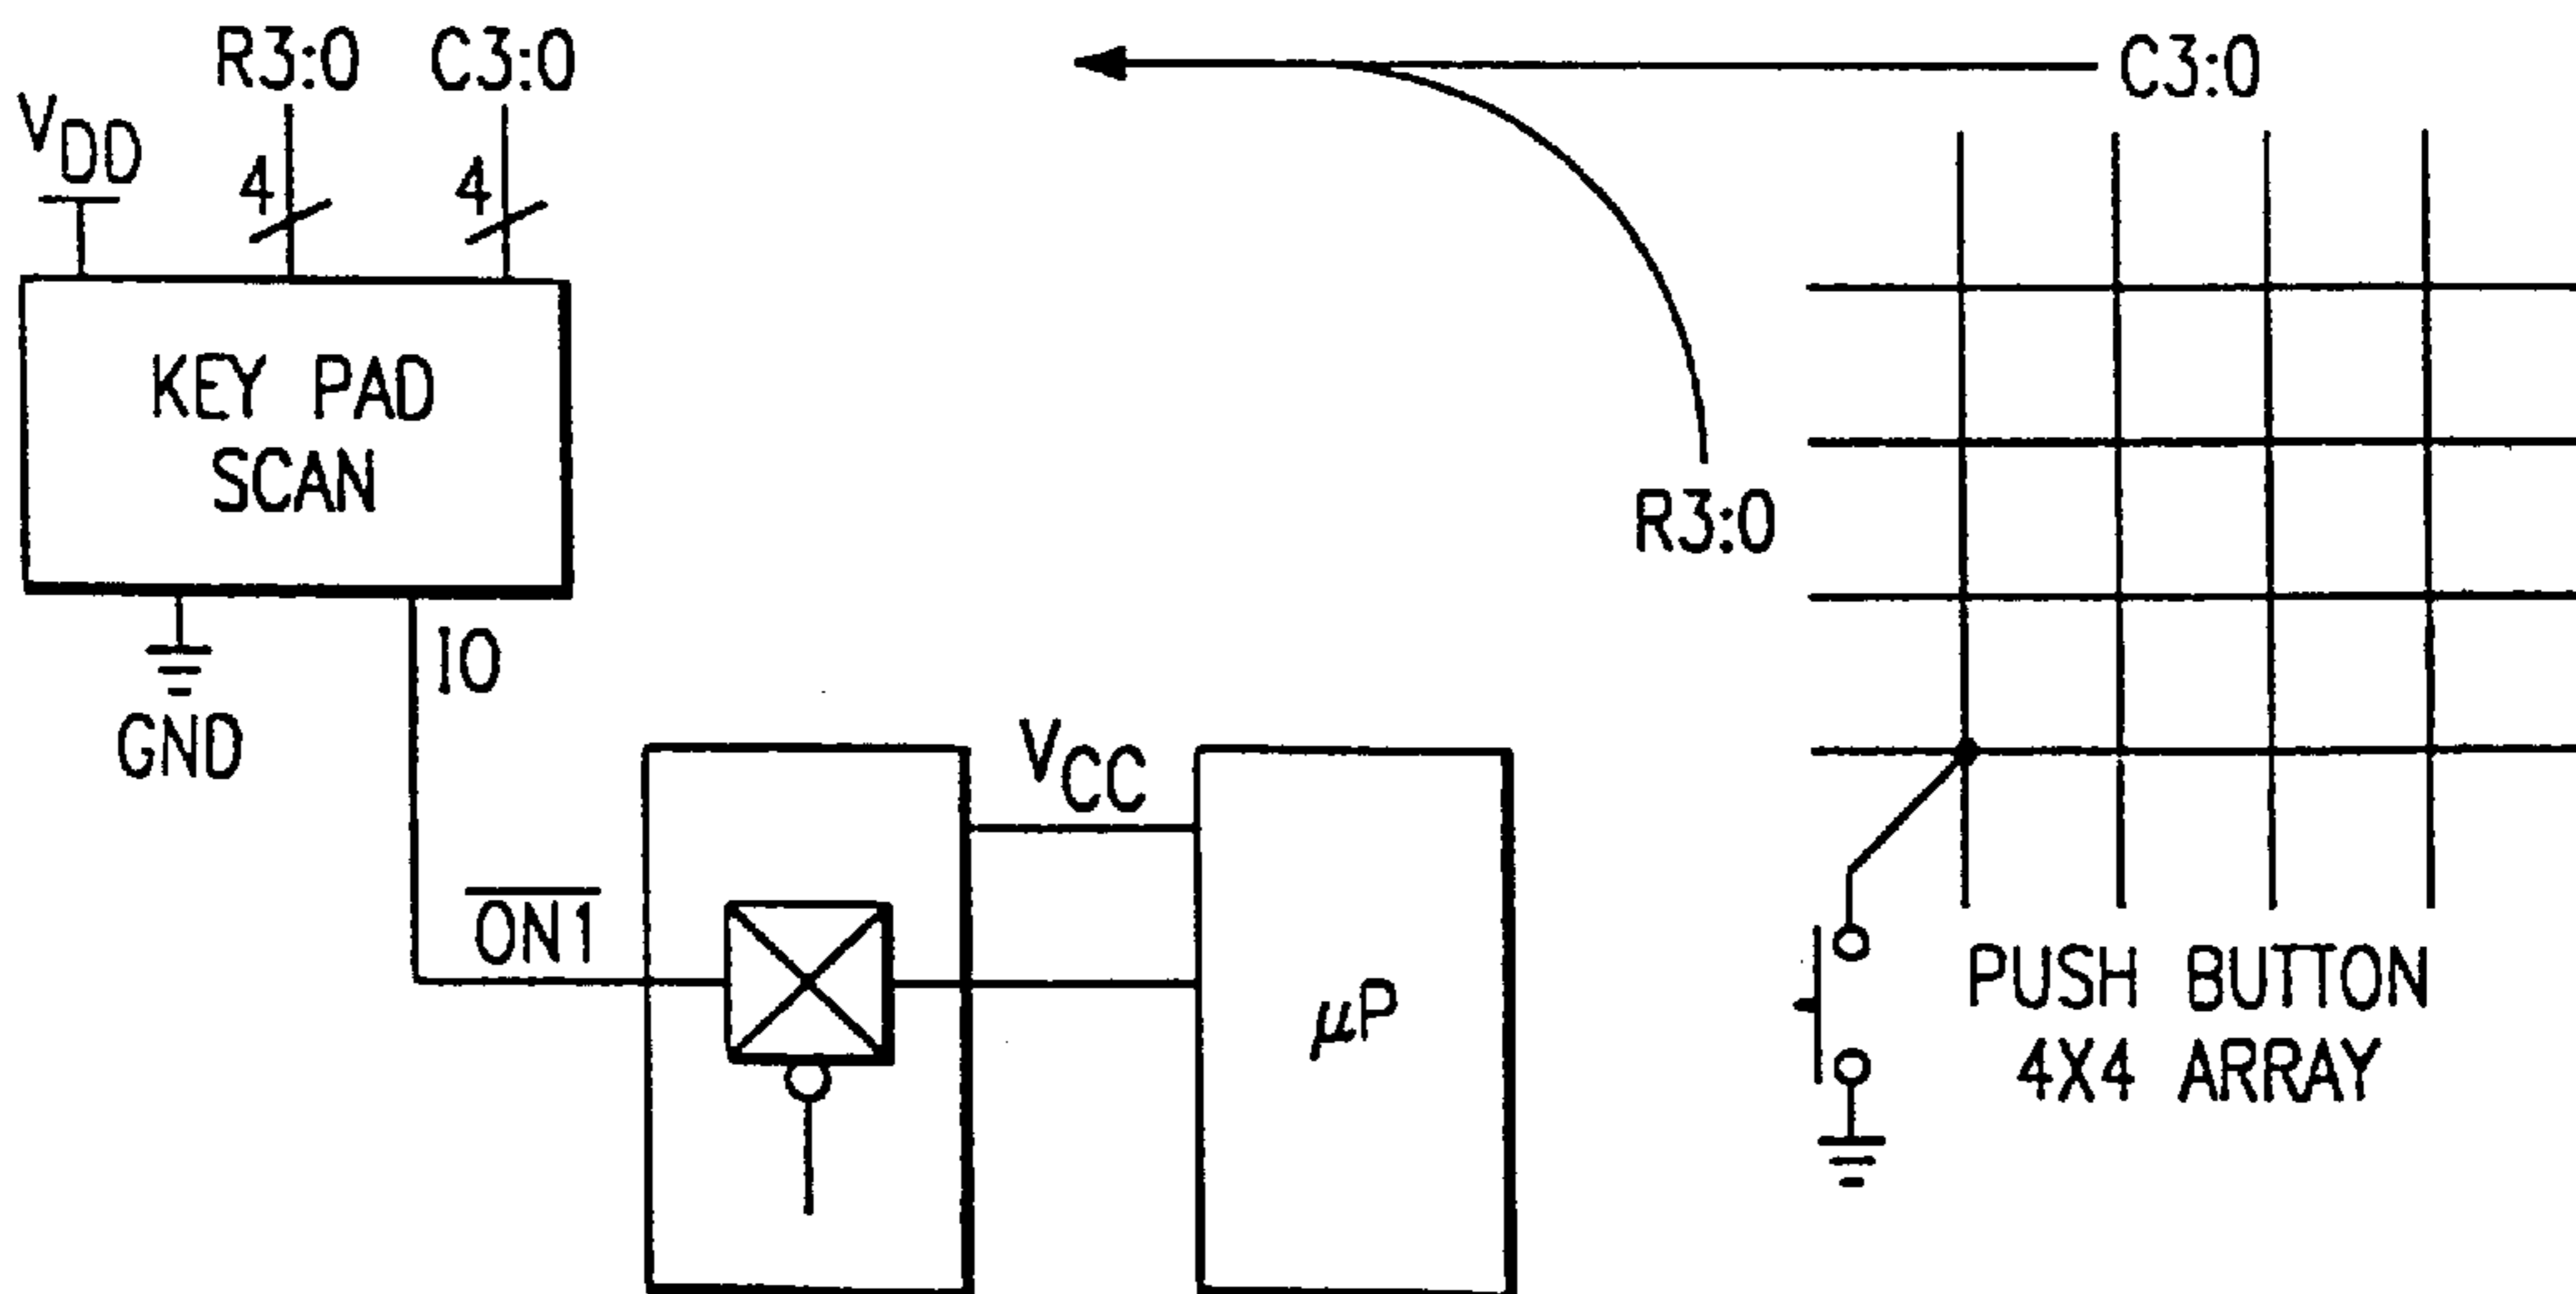 R3:0
C3:0
C3:0
V_DD
4
4
KEY PAD
SCAN
R3:0
IO
GND
V_CC
ON1
μP
PUSH BUTTON
4X4 ARRAY